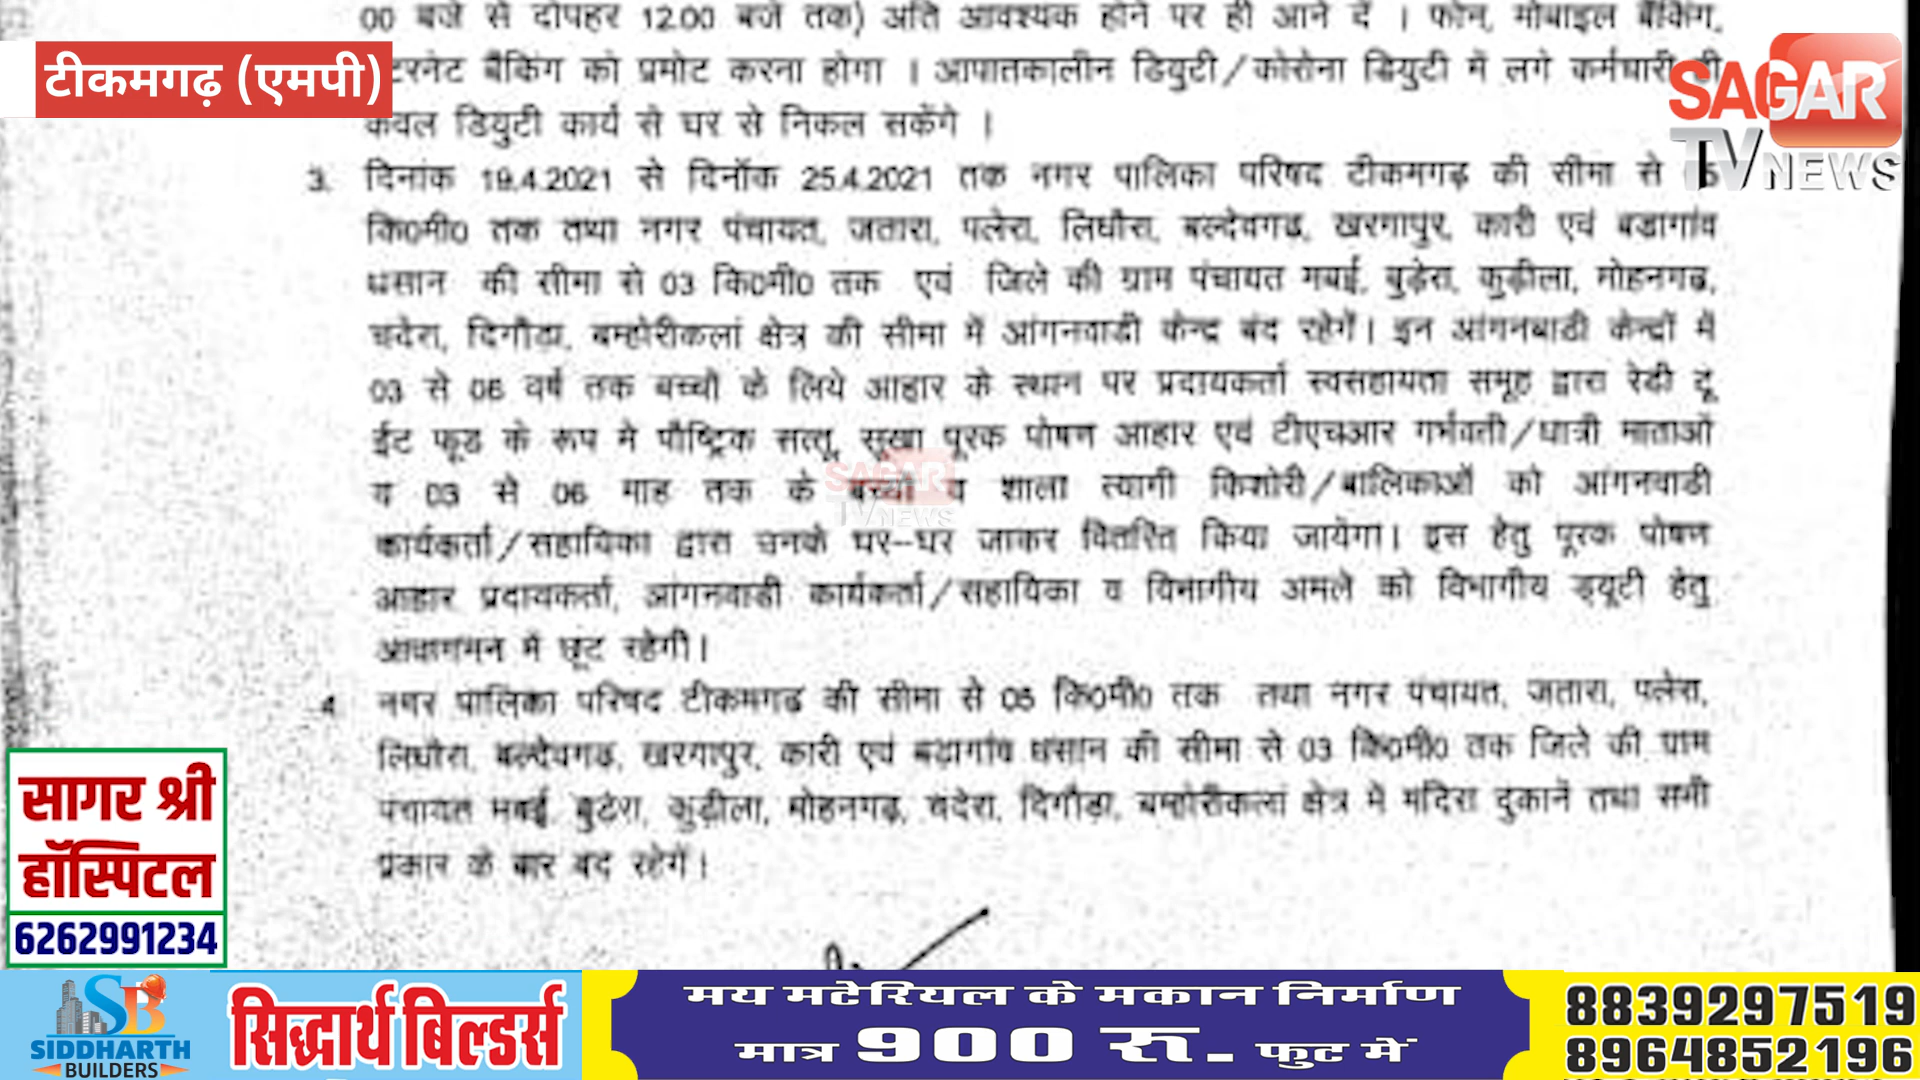 00 बजे से दोपहर 12.00 बजे तक) अति आवश्यक होने पर ही आने दें । फोन, मोबाइल बैंकिंग,
टीकमगढ़ (एमपी)
टरनेट बैंकिंग को प्रमोट करना होगा । आपातकालीन डियुटी/कोरोना डियुटी में लगे कर्मचारी
केवल डियुटी कार्य से घर से निकल सकेंगे ।
SAGAR
TV NEWS
3. दिनांक 19.4.2021 से दिनॉक 25.4.2021 तक नगर पालिका परिषद टीकमगढ़ की सीमा से 05
कि0मी0 तक तथा नगर पंचायत, जतारा, पलेरा, लिधौरा, बल्देवगढ, खरगापुर, कारी एवं बडागांव
धसान की सीमा से 03 कि0मी0 तक एवं जिले की ग्राम पंचायत मबई, बुड़ेरा, कुड़ीला, मोहनगढ,
चदेरा, दिगौड़ा, बम्होरीकलां क्षेत्र की सीमा में आंगनवाडी केन्द बंद रहेगें। इन आंगनबाडी केन्दों में
03 से 06 वर्ष तक बच्चों के लिये आहार के स्थान पर प्रदायकर्ता स्वसहायता समूह द्वारा रेडी टू
ईट फूड के रूप मे पौष्ट्रिक सत्तू, सूखा पूरक पोषण आहार एवं टीएचआर गर्भवती/धात्री माताओं
व 03 से 06 माह तक के बच्चों व शाला त्यागी किशोरी/बालिकाओं को आंगनवाडी
SAGAR
TV NEWS
कार्यकर्ता/सहायिका द्वारा उनके घर-घर जाकर वितरित किया जायेगा। इस हेतु पूरक पोषण
आहार प्रदायकर्ता, आंगनवाडी कार्यकर्ता/सहायिका व विभागीय अमले को विभागीय ड्यूटी हेतु
आवागमन मे छूट रहेगी।
4. नगर पालिका परिषद टीकमगढ की सीमा से 05 कि0मी0 तक तथा नगर पंचायत, जतारा, पलेरा,
लिधौरा, बल्देवगढ, खरगापुर, कारी एवं बडागांव धसान की सीमा से 03 कि0मी0 तक जिले की ग्राम
पंचायत मबई, बुडेरा, कुड़ीला, मोहनगढ़, चदेरा, दिगौड़ा, बम्होरीकलां क्षेत्र मे मदिरा दुकानें तथा सभी
प्रकार के बार बंद रहेगें।
सागर श्री
हॉस्पिटल
6262991234
SB
SIDDHARTH
BUILDERS
सिद्धार्थ बिल्डर्स
मय मटेरियल के मकान निर्माण
मात्र 900 रु. फुट में
8839297519
8964852196